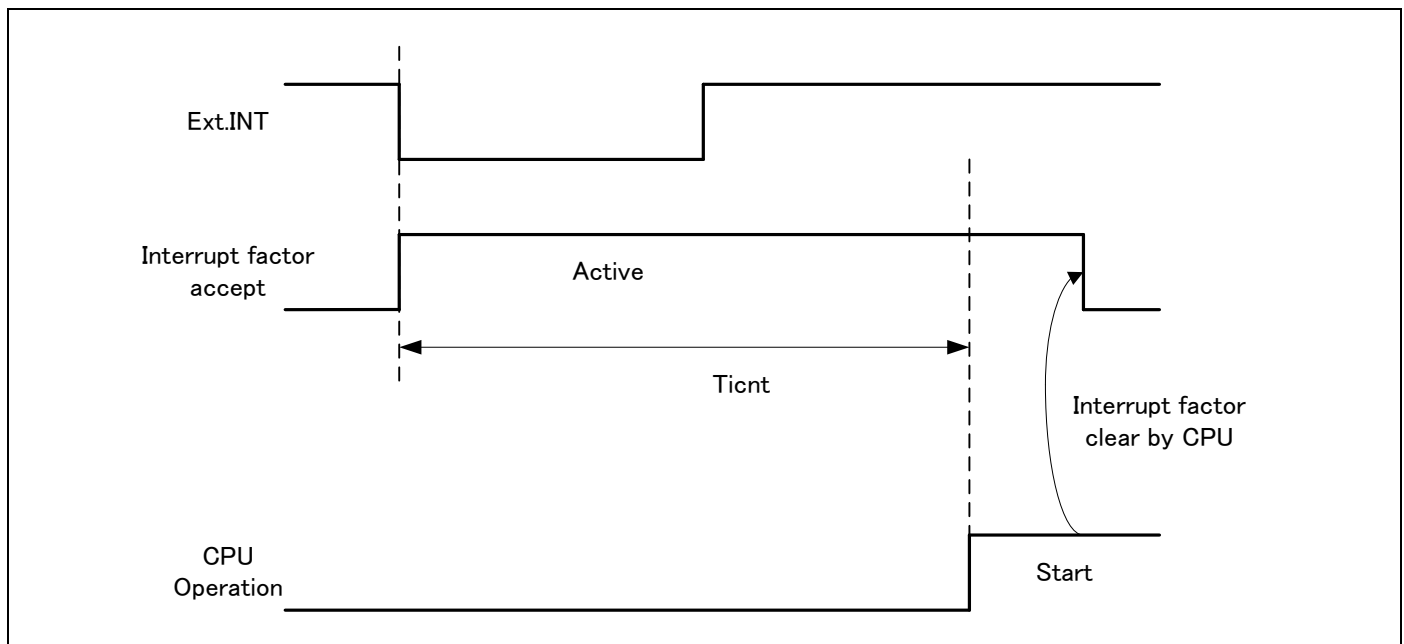 Ext.INT
Interrupt factor
accept
Active
Ticnt
Interrupt factor
clear by CPU
CPU
Operation
Start